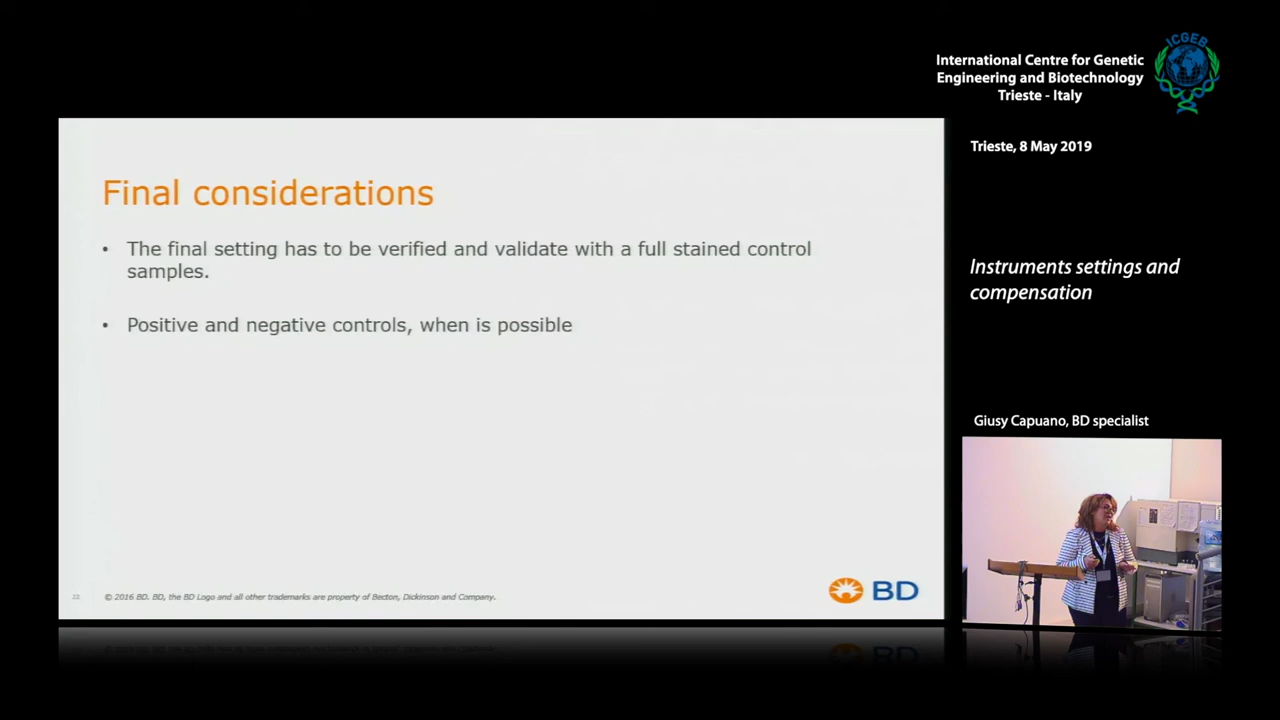 International Centre for Genetic
Engineering and Biotechnology
Trieste - Italy
ICGEB
Trieste, 8 May 2019
Final considerations
• The final setting has to be verified and validate with a full stained control
samples.
• Positive and negative controls, when is possible
Instruments settings and
compensation
Giusy Capuano, BD specialist
22
© 2016 BD. BD, the BD Logo and all other trademarks are property of Becton, Dickinson and Company.
BD